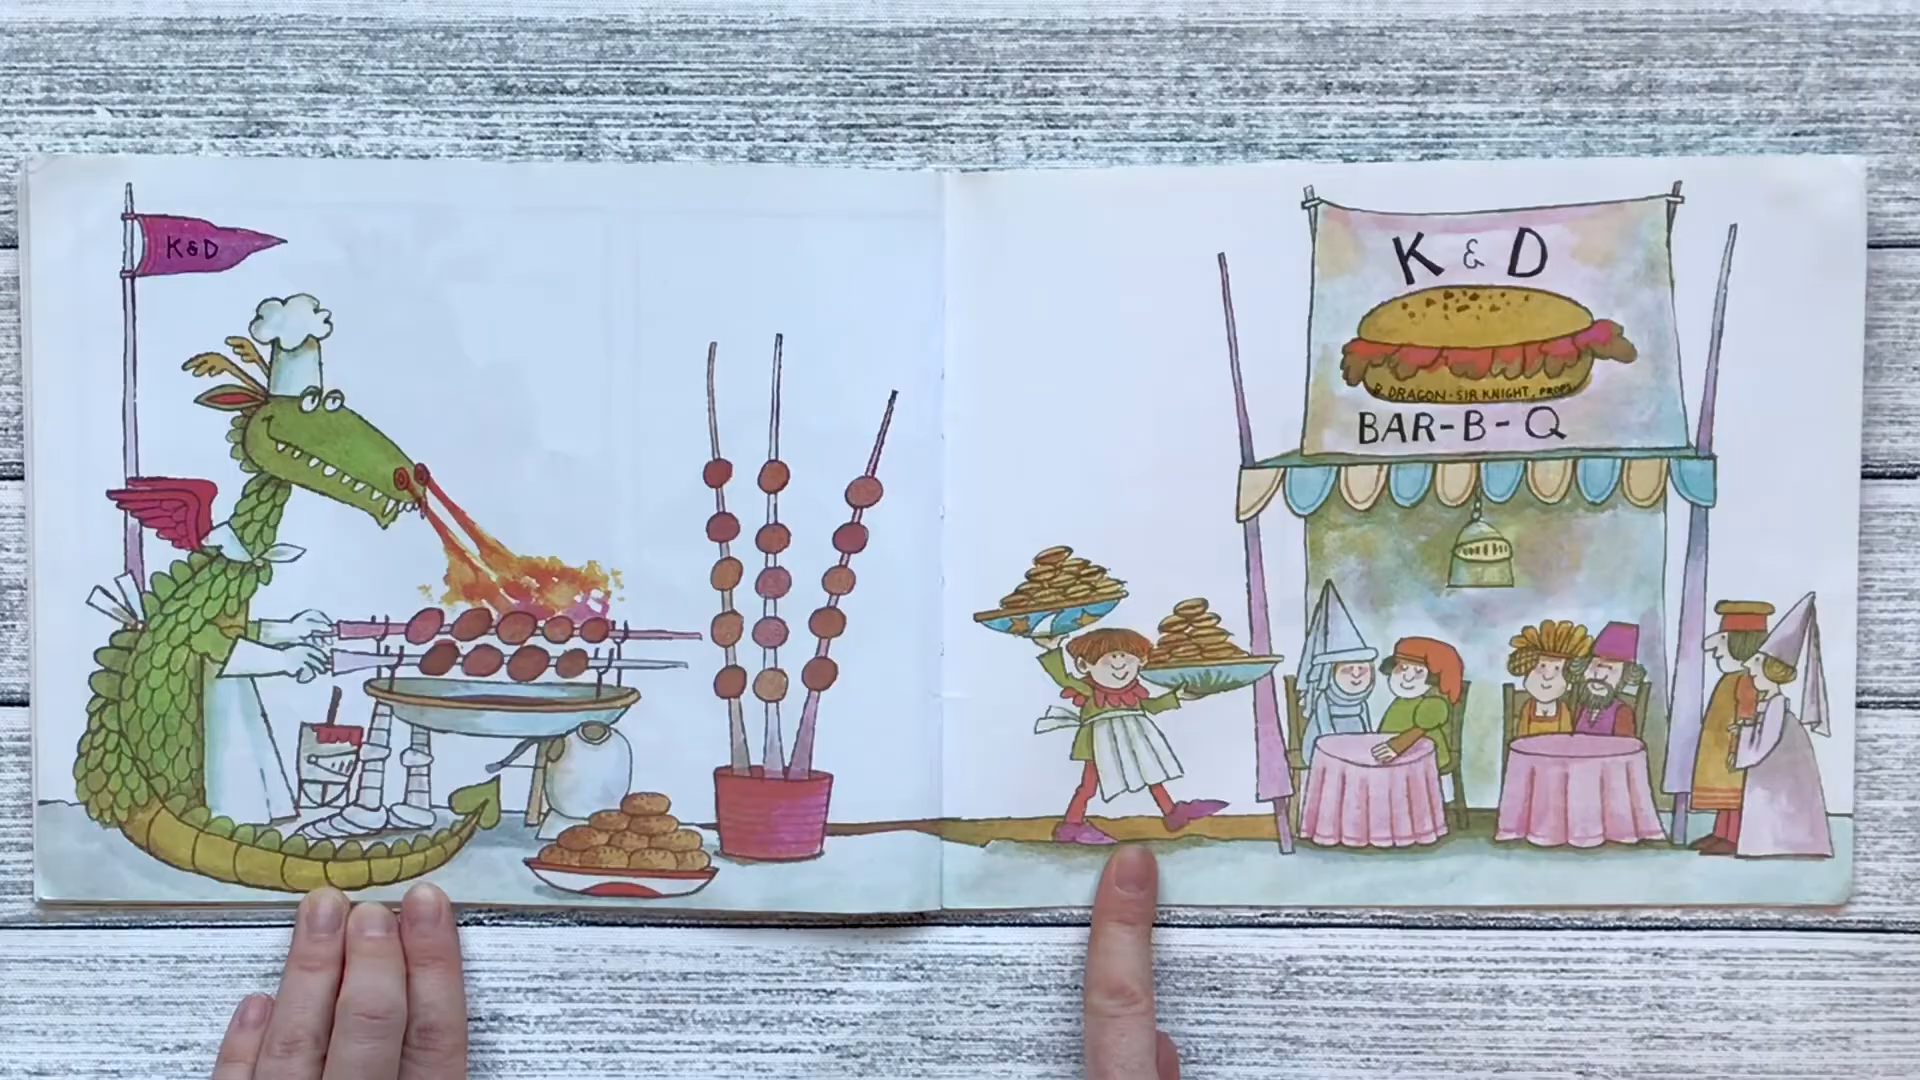 K & D
K & D
B. DRAGON - SIR KNIGHT, PROPS.
BAR-B-Q